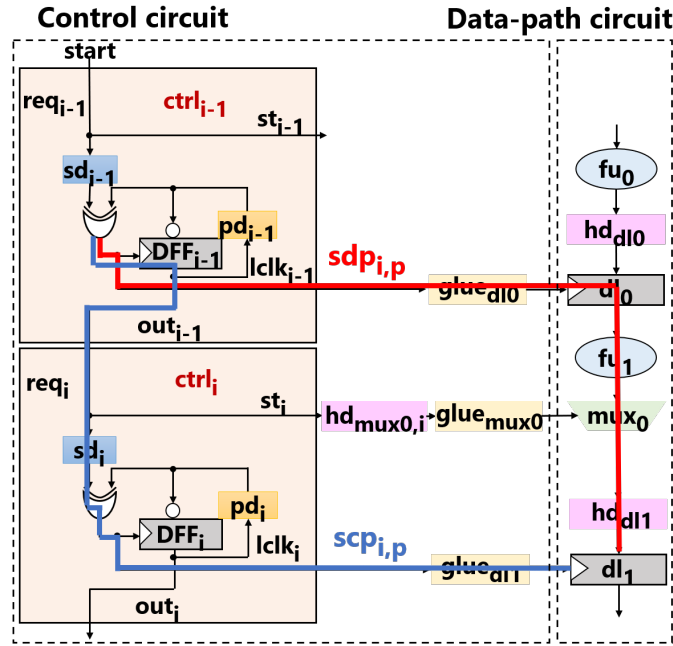 Control circuit
Data-path circuit
start
req_{i-1}
ctrl_{i-1}
st_{i-1}
sd_{i-1}
fu_0
pd_{i-1}
hd_{dl0}
DFF_{i-1}
sdp_{i,p}
lclk_{i-1}
glue_{dl0}
dl_0
out_{i-1}
fu_1
req_i
ctrl_i
st_i
hd_{mux0,i}
glue_{mux0}
mux_0
sd_i
pd_i
hd_{dl1}
DFF_i
scp_{i,p}
lclk_i
glue_{dl1}
dl_1
out_i